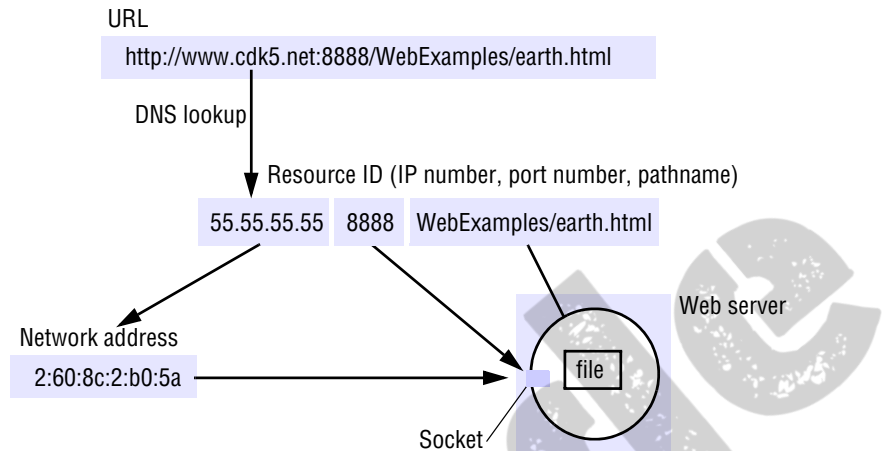 URL
http://www.cdk5.net:8888/WebExamples/earth.html
DNS lookup
Resource ID (IP number, port number, pathname)
55.55.55.55 8888 WebExamples/earth.html
Web server
Network address
2:60:8c:2:b0:5a
file
Socket